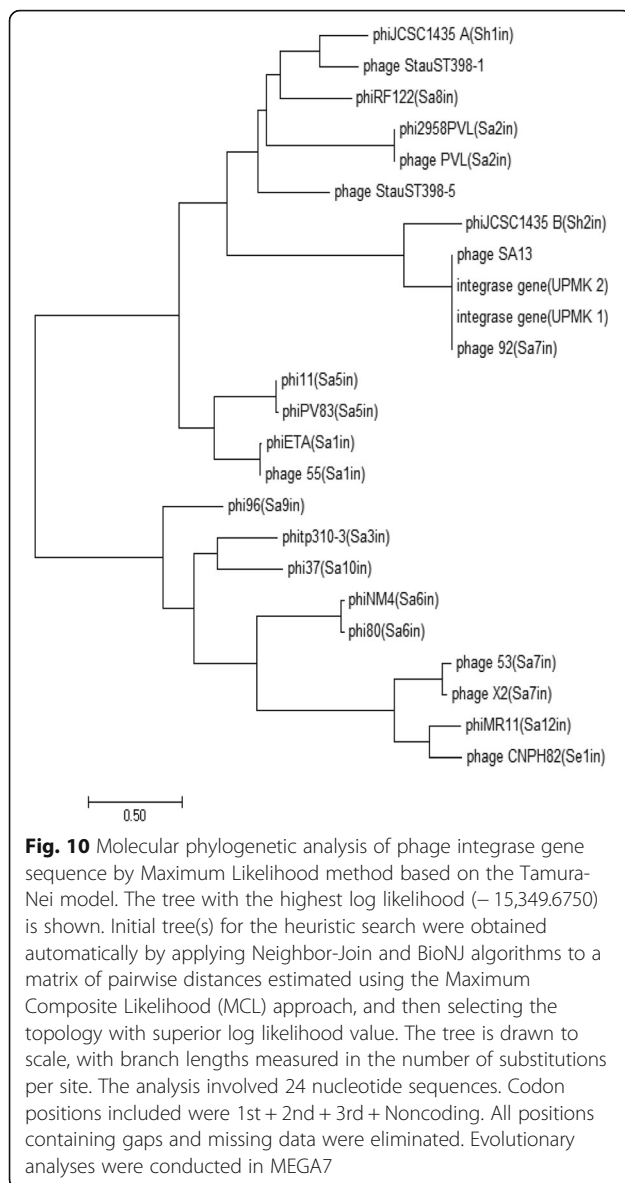 phiJCSC1435 A(Sh1in)
phage StauST398-1
phiRF122(Sa8in)
phi2958PVL(Sa2in)
phage PVL(Sa2in)
phage StauST398-5
phiJCSC1435 B(Sh2in)
phage SA13
integrase gene(UPMK 2)
integrase gene(UPMK 1)
phage 92(Sa7in)
phi11(Sa5in)
phiPV83(Sa5in)
phiETA(Sa1in)
phage 55(Sa1in)
phi96(Sa9in)
phitp310-3(Sa3in)
phi37(Sa10in)
phiNM4(Sa6in)
phi80(Sa6in)
phage 53(Sa7in)
phage X2(Sa7in)
phiMR11(Sa12in)
phage CNPH82(Se1in)
0.50
Fig. 10 Molecular phylogenetic analysis of phage integrase gene
sequence by Maximum Likelihood method based on the Tamura-
Nei model. The tree with the highest log likelihood (− 15,349.6750)
is shown. Initial tree(s) for the heuristic search were obtained
automatically by applying Neighbor-Join and BioNJ algorithms to a
matrix of pairwise distances estimated using the Maximum
Composite Likelihood (MCL) approach, and then selecting the
topology with superior log likelihood value. The tree is drawn to
scale, with branch lengths measured in the number of substitutions
per site. The analysis involved 24 nucleotide sequences. Codon
positions included were 1st + 2nd + 3rd + Noncoding. All positions
containing gaps and missing data were eliminated. Evolutionary
analyses were conducted in MEGA7